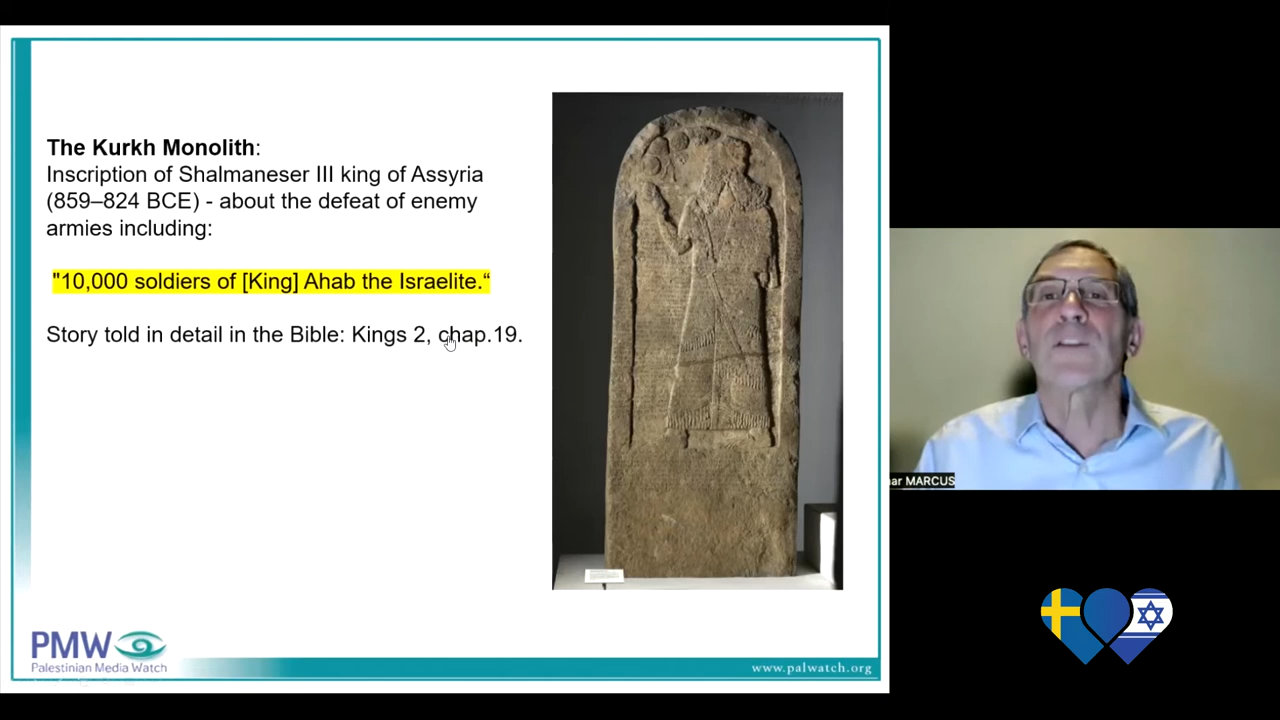 The Kurkh Monolith:
Inscription of Shalmaneser III king of Assyria
(859–824 BCE) - about the defeat of enemy
armies including:
"10,000 soldiers of [King] Ahab the Israelite.“
Story told in detail in the Bible: Kings 2, chap.19.
PMW
Palestinian Media Watch
www.palwatch.org
ar MARCUS